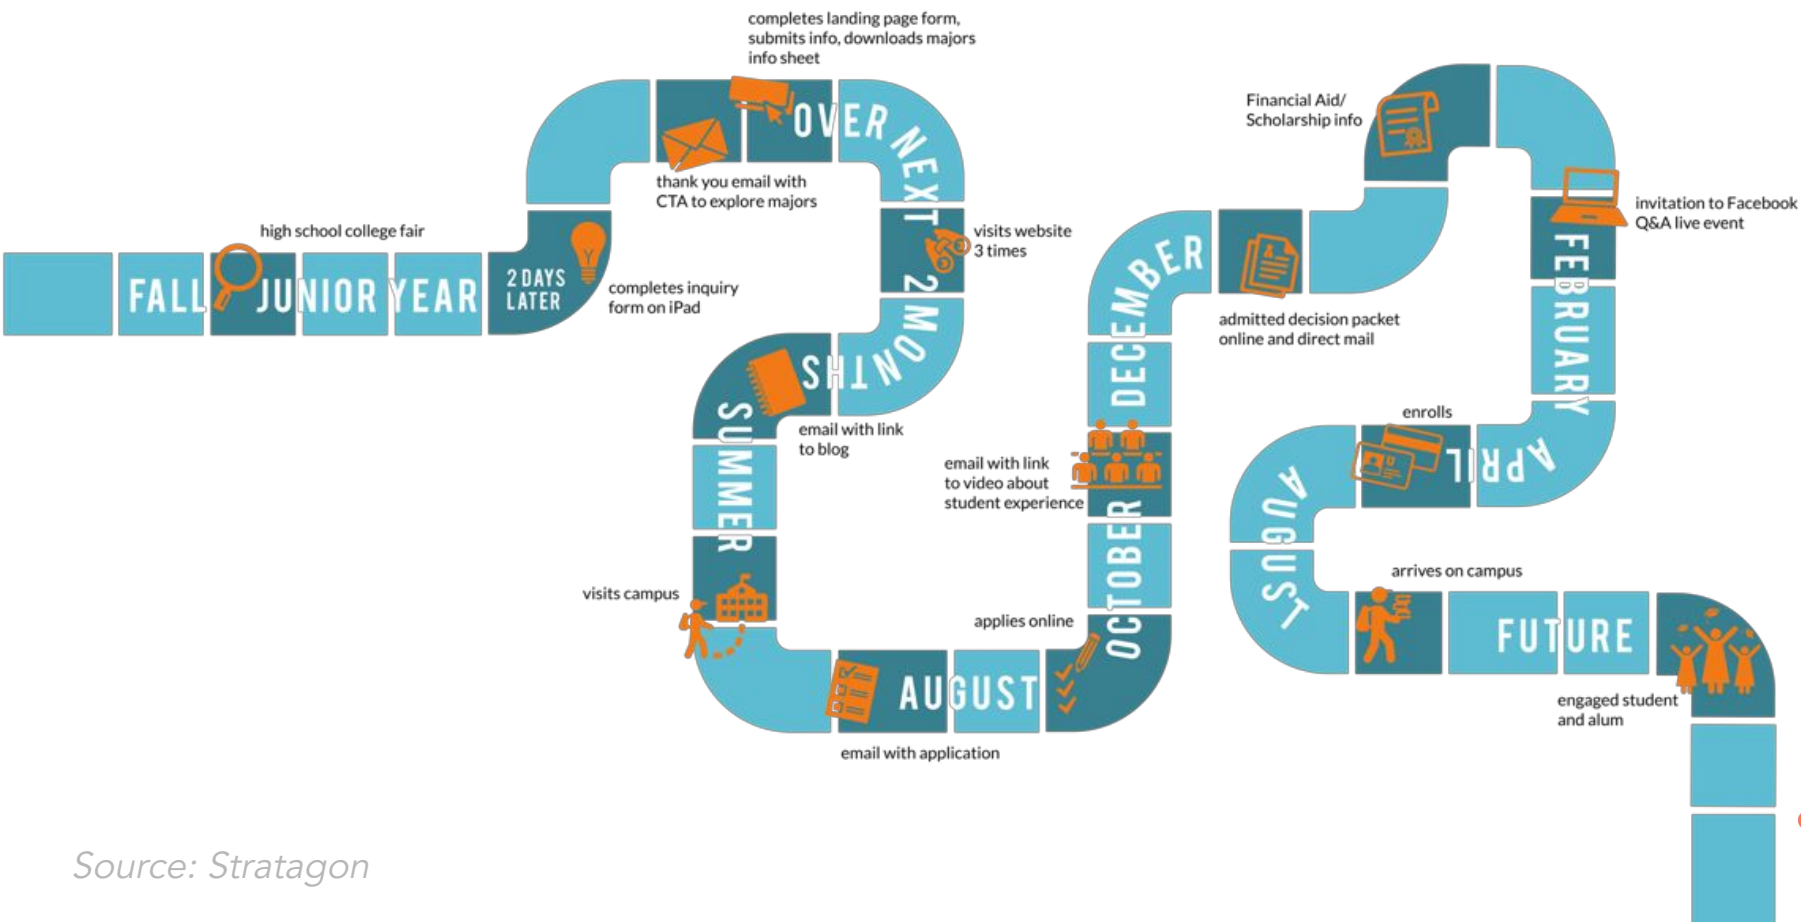 high school college fair
FALL JUNIOR YEAR
2 DAYS
LATER
completes inquiry
form on iPad
thank you email with
CTA to explore majors
completes landing page form,
submits info, downloads majors
info sheet
OVER NEXT 2 MONTHS
visits website
3 times
email with link
to blog
SUMMER
visits campus
email with application
AUGUST
applies online
OCTOBER
email with link
to video about
student experience
DECEMBER
admitted decision packet
online and direct mail
Financial Aid/
Scholarship info
invitation to Facebook
Q&A live event
FEBRUARY
APRIL
enrolls
AUGUST
arrives on campus
FUTURE
engaged student
and alum
Source: Stratagon